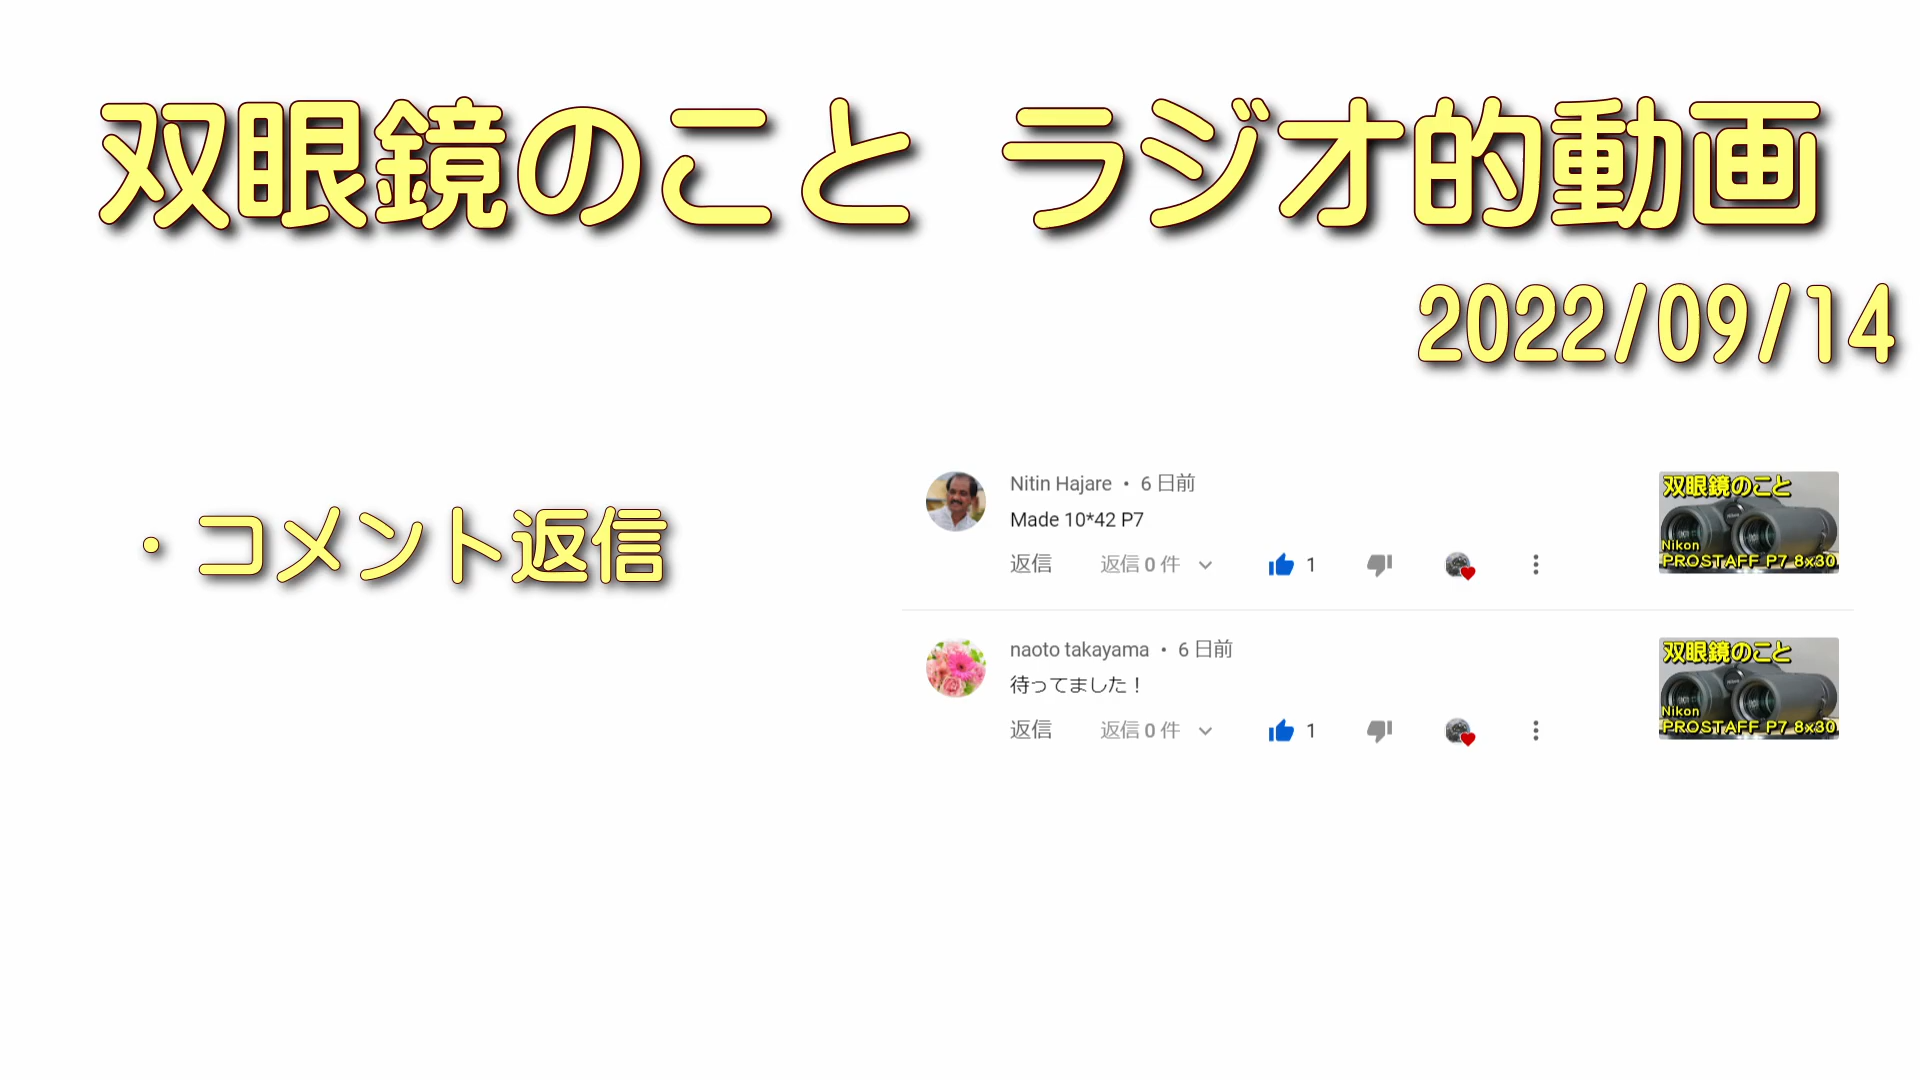 双眼鏡のこと ラジオ的動画
2022/09/14
・コメント返信
Nitin Hajare • 6 日前
Made 10*42 P7
返信 返信 0 件 1
双眼鏡のこと
Nikon
PROSTAFF P7 8x30
naoto takayama • 6 日前
待ってました！
返信 返信 0 件 1
双眼鏡のこと
Nikon
PROSTAFF P7 8x30